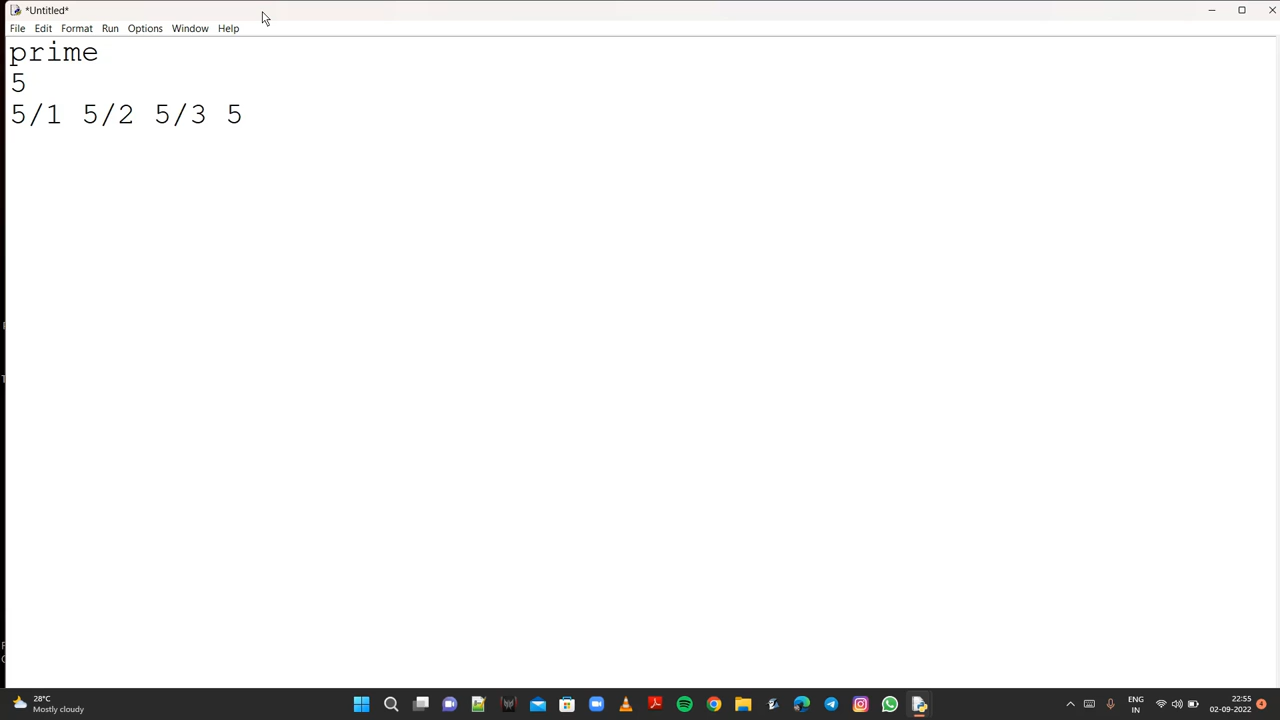 *Untitled*
File Edit Format Run Options Window Help
prime
5
5/1 5/2 5/3 5
28°C
Mostly cloudy
ENG
IN
22:55
02-09-2022
4